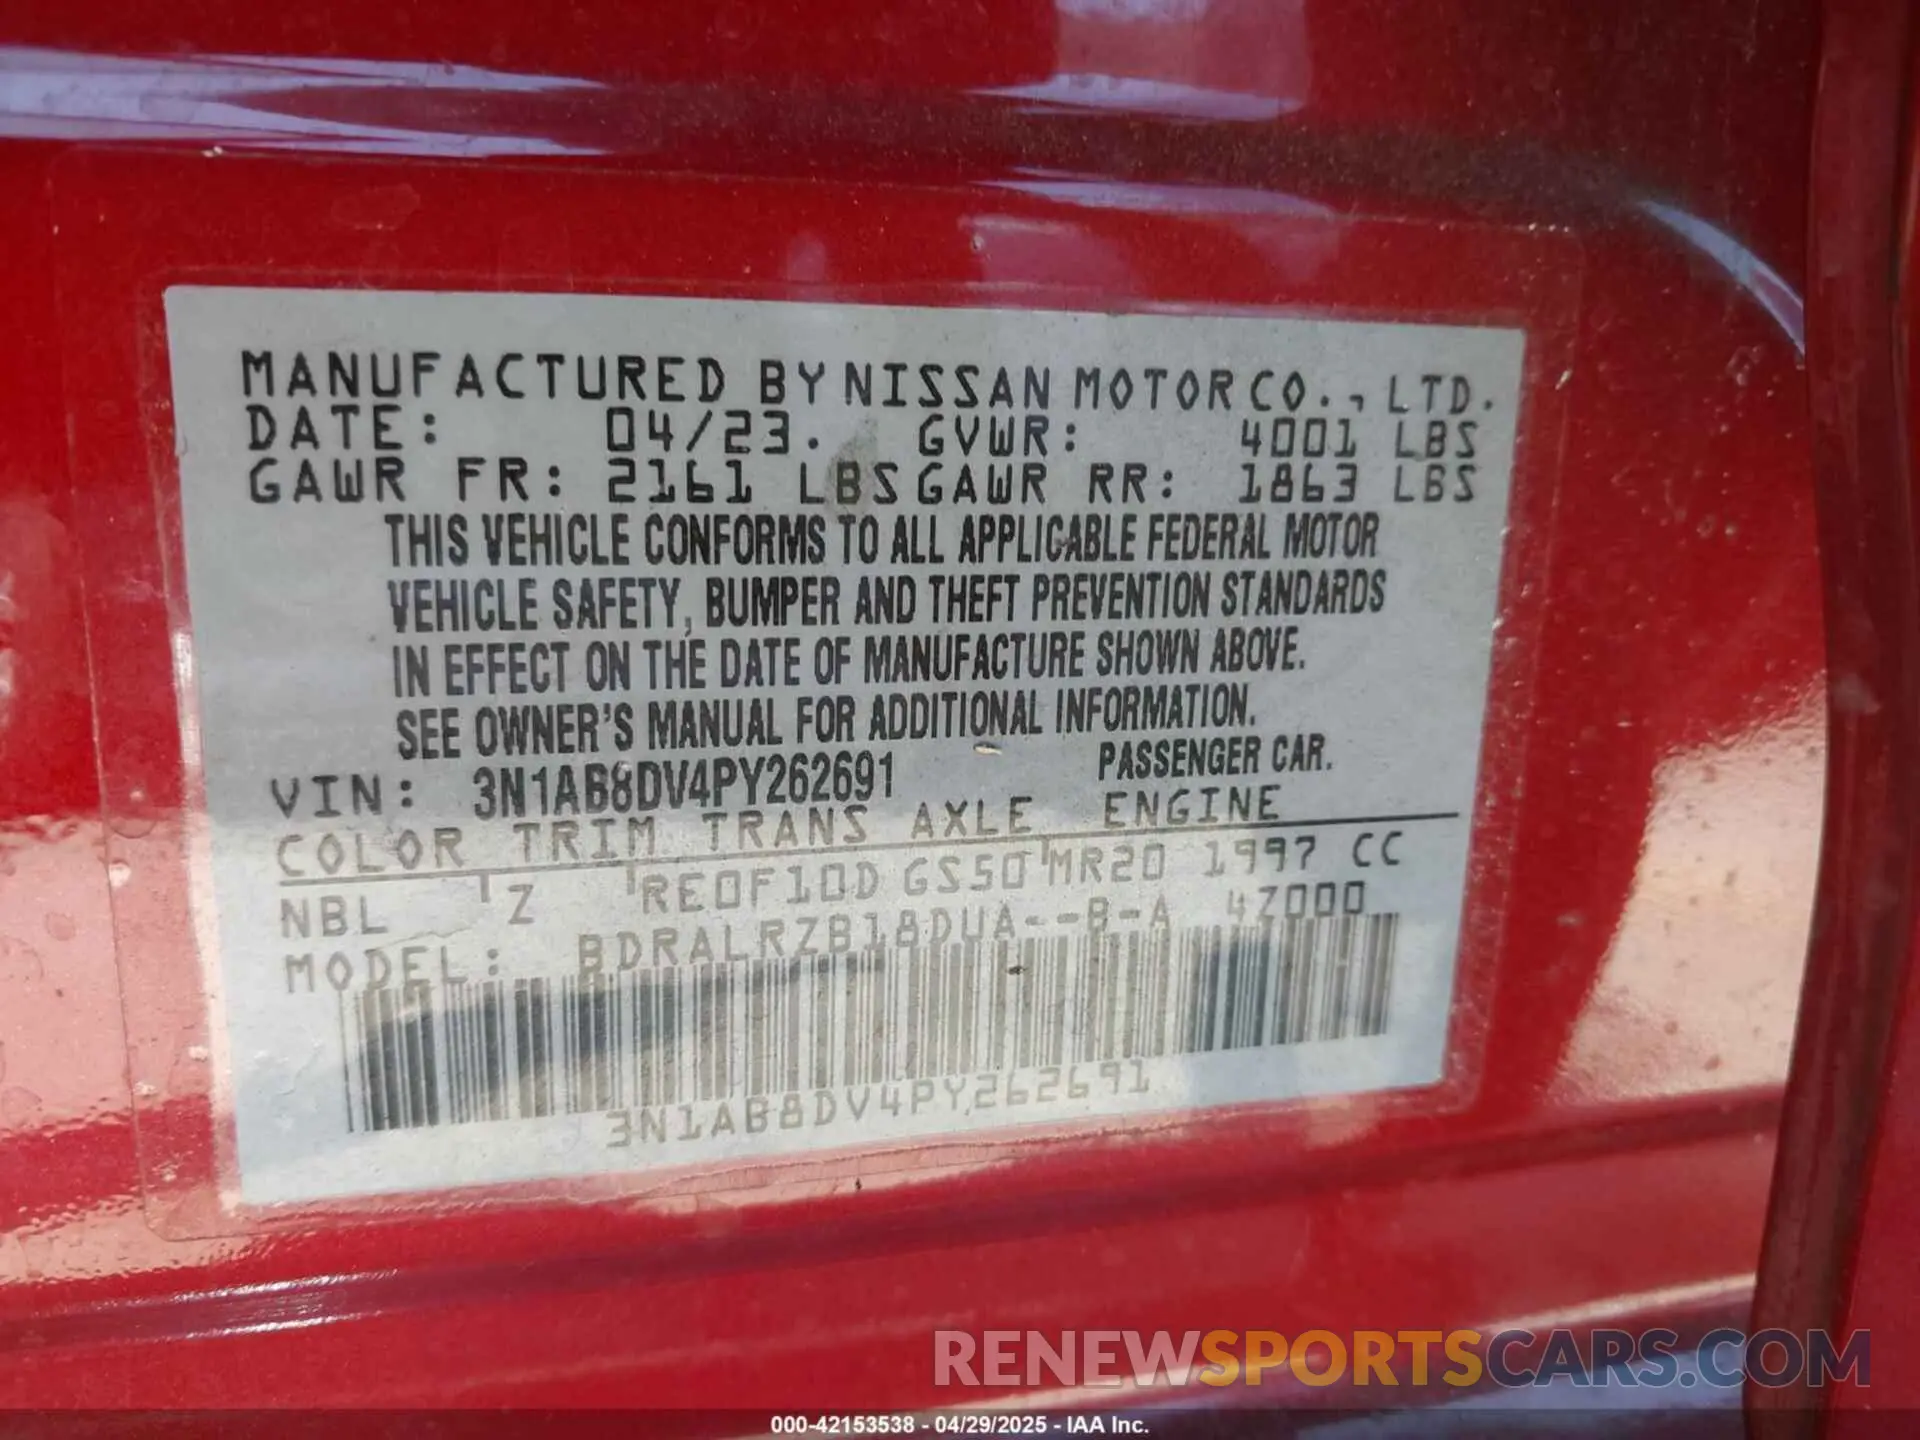 MANUFACTURED BY NISSAN MOTOR CO., LTD.
DATE: 04/23. GVWR: 4001 LBS
GAWR FR: 2161 LBS GAWR RR: 1863 LBS
THIS VEHICLE CONFORMS TO ALL APPLICABLE FEDERAL MOTOR
VEHICLE SAFETY, BUMPER AND THEFT PREVENTION STANDARDS
IN EFFECT ON THE DATE OF MANUFACTURE SHOWN ABOVE.
SEE OWNER'S MANUAL FOR ADDITIONAL INFORMATION.
VIN: 3N1AB8DV4PY262691 PASSENGER CAR.
COLOR TRIM TRANS AXLE ENGINE
NBL Z RE0F10D GS50 MR20 1997 CC
MODEL: BDRALRZB18DUA--B-A 4Z000
3N1AB8DV4PY262691
RENEWSPORTSCARS.COM
000-42153538 - 04/29/2025 - IAA Inc.